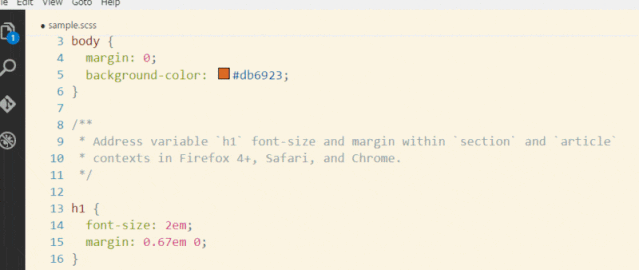 File Edit View Goto Help
● sample.scss
1
3 body {
4 margin: 0;
5 background-color: #db6923;
6 }
7
8 /**
9 * Address variable `h1` font-size and margin within `section` and `article`
10 * contexts in Firefox 4+, Safari, and Chrome.
11 */
12
13 h1 {
14 font-size: 2em;
15 margin: 0.67em 0;
16 }